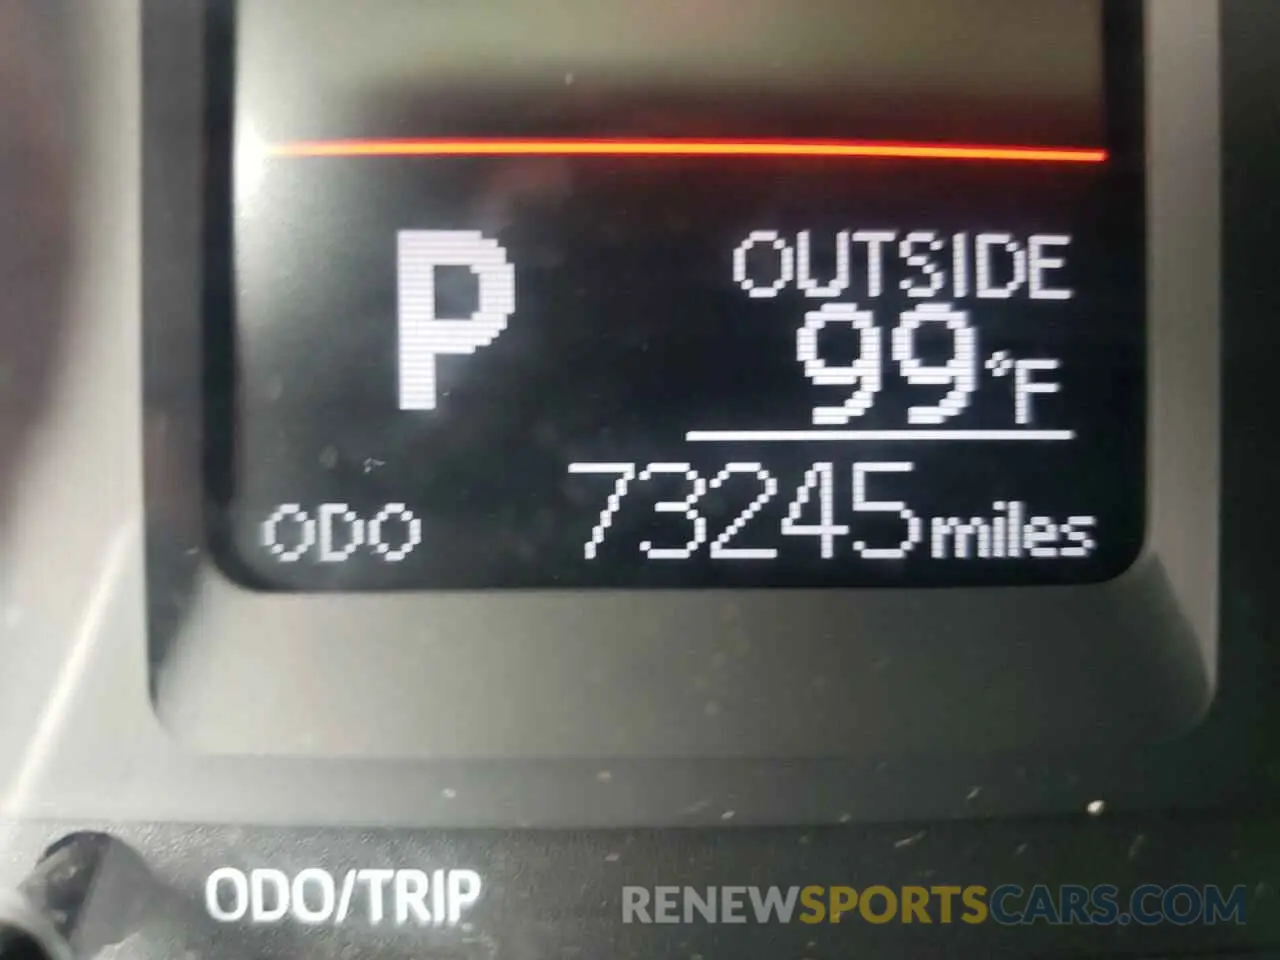 P
OUTSIDE
99°F
ODO 73245 miles
ODO/TRIP
RENEWSPORTSCARS.COM